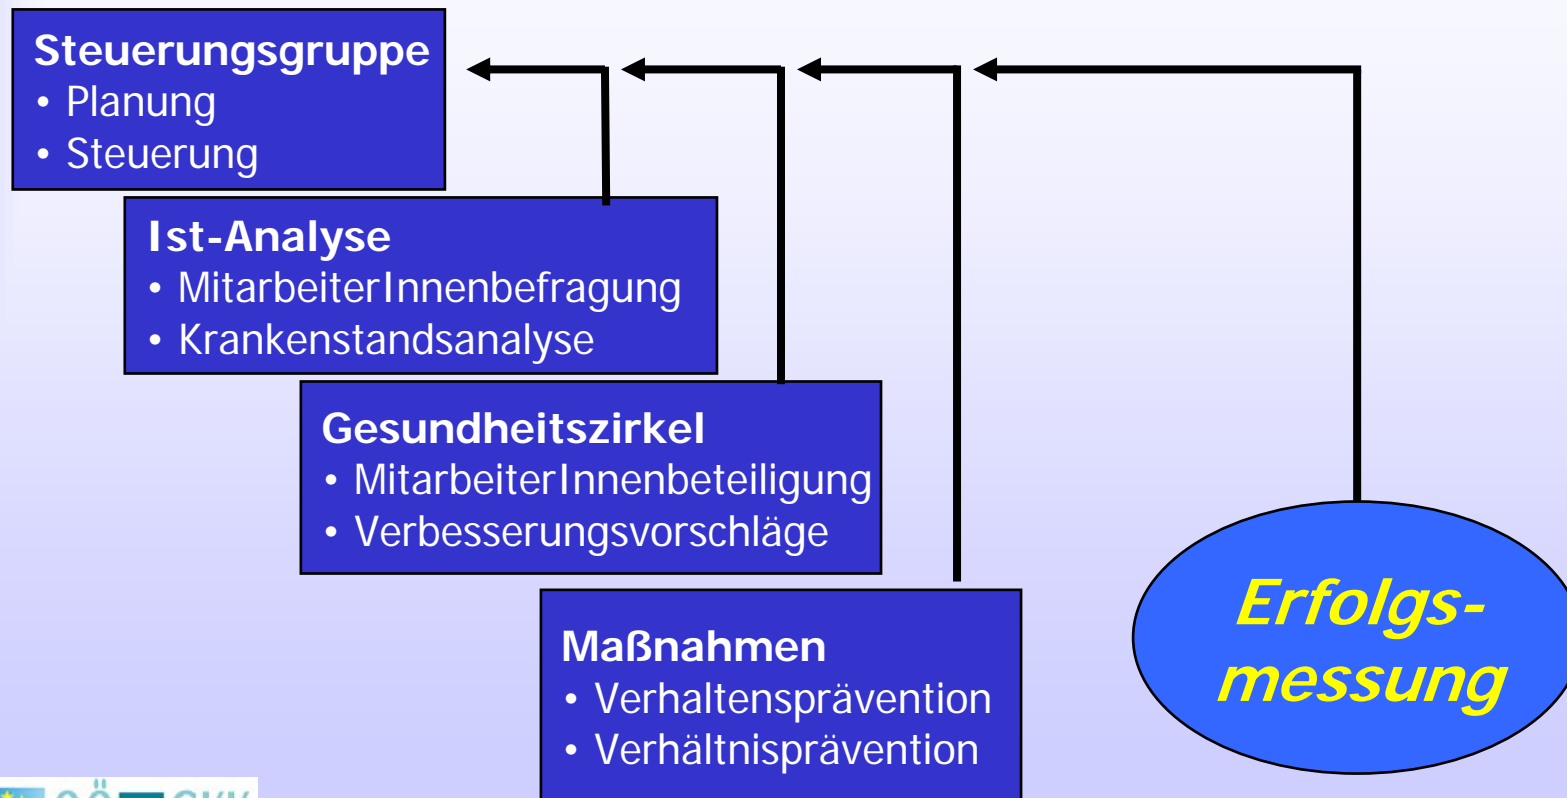 Steuerungsgruppe
• Planung
• Steuerung
Ist-Analyse
• MitarbeiterInnenbefragung
• Krankenstandsanalyse
Gesundheitszirkel
• MitarbeiterInnenbeteiligung
• Verbesserungsvorschläge
Maßnahmen
• Verhaltensprävention
• Verhältnisprävention
Erfolgs-
messung